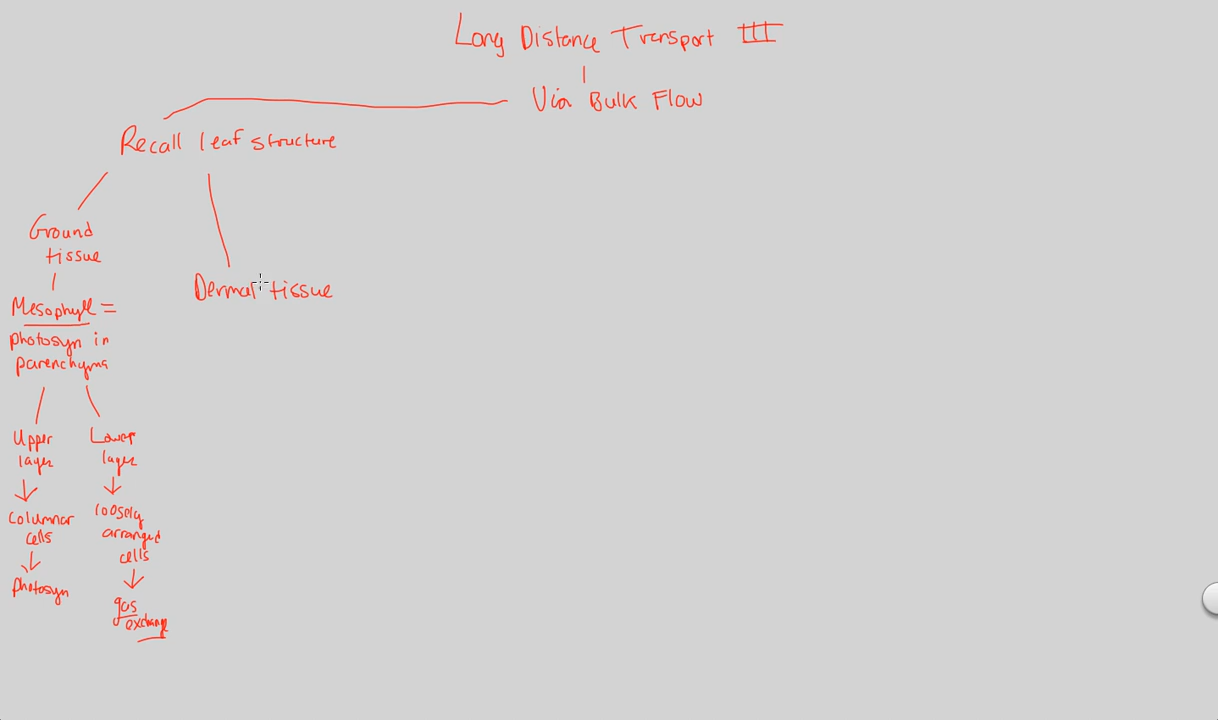 Long Distance Transport III
Via Bulk Flow
Recall leaf structure
Ground
tissue
Mesophyll =
photosyn in
parenchyma
Upper
layer
columnar
cells
photosyn
Lower
layer
loosely
arranged
cells
gas
exchange
Dermal tissue